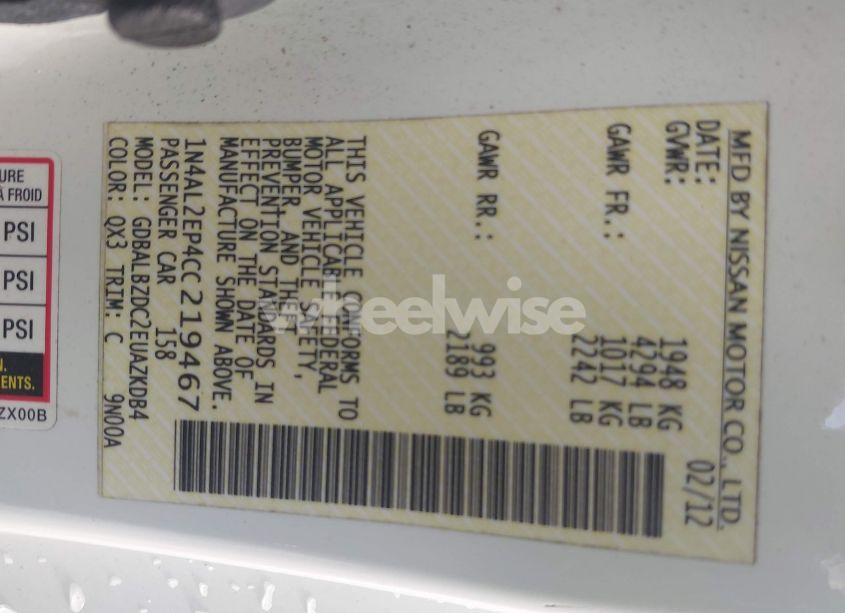 MFD BY NISSAN MOTOR CO., LTD.
DATE: 02/12
GVWR: 1948 KG
4294 LB
GAWR FR.: 1017 KG
2242 LB
GAWR RR.: 993 KG
2189 LB
THIS VEHICLE CONFORMS TO
ALL APPLICABLE FEDERAL
MOTOR VEHICLE SAFETY,
BUMPER, AND THEFT
PREVENTION STANDARDS IN
EFFECT ON THE DATE OF
MANUFACTURE SHOWN ABOVE.
1N4AL2EP4CC219467
PASSENGER CAR 158
MODEL: GDBALBZDC2EUAZKDB4
COLOR: QX3 TRIM: C 9N00A
URE
À FROID
PSI
PSI
PSI
N.
ENTS.
ZX00B
wheelwise